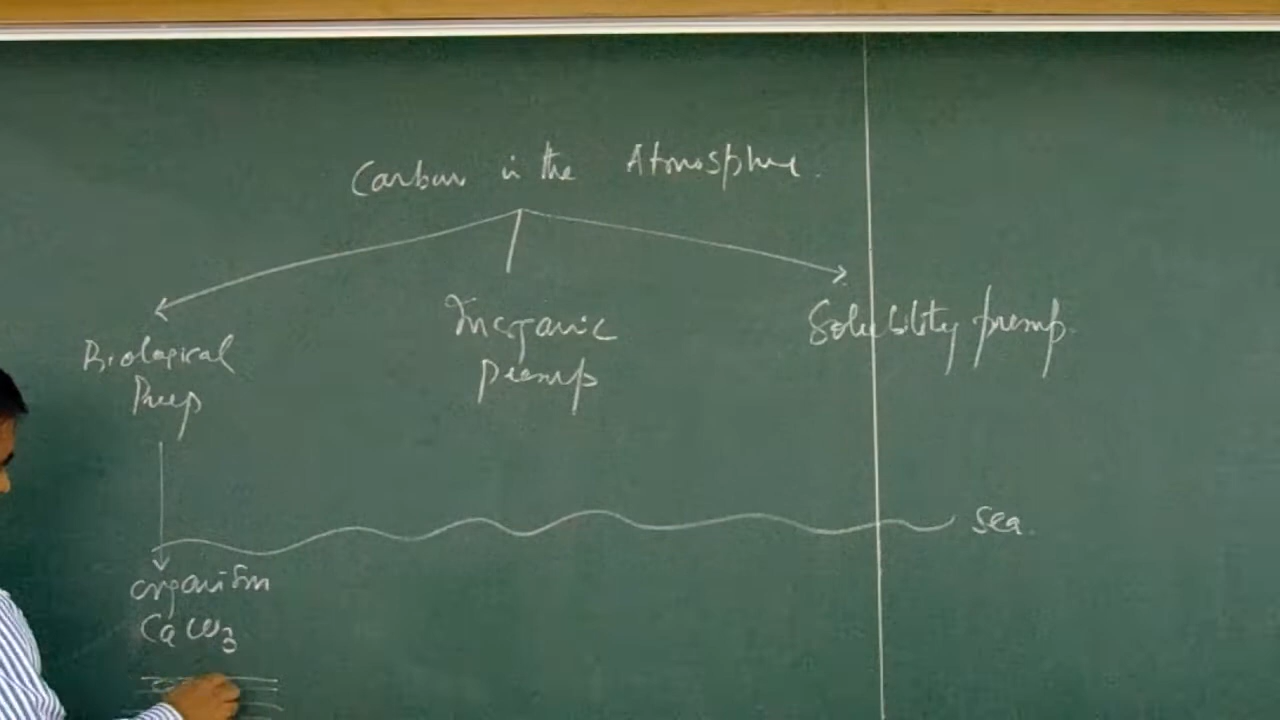 Carbon in the Atmosphere.
Biological
Pump
Inorganic
pump
Solubility pump
sea.
organism
CaCO3